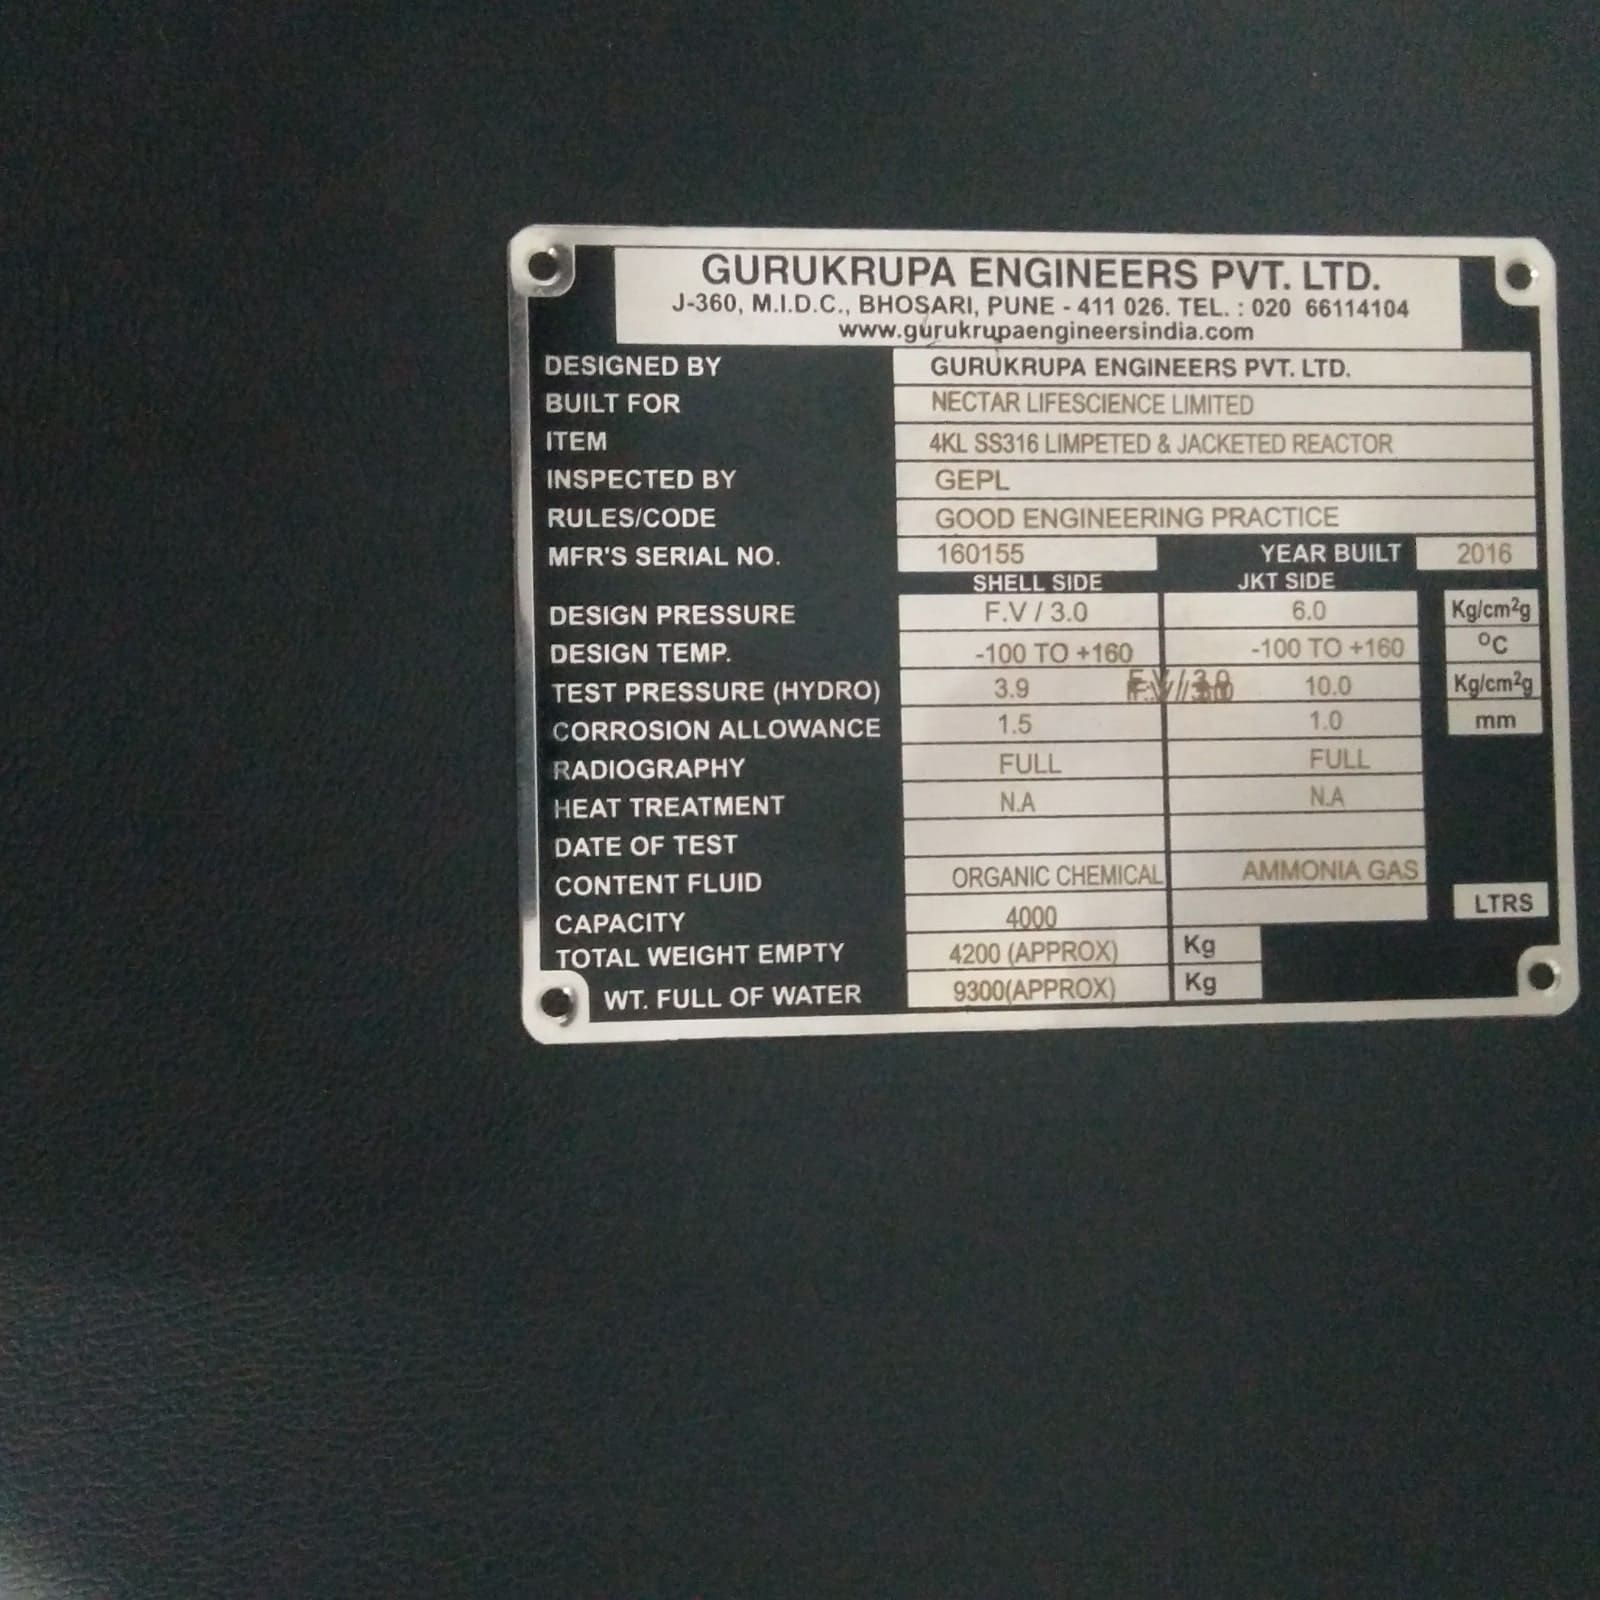 GURUKRUPA ENGINEERS PVT. LTD.
J-360, M.I.D.C., BHOSARI, PUNE - 411 026. TEL. : 020 66114104
www.gurukrupaengineersindia.com
DESIGNED BY GURUKRUPA ENGINEERS PVT. LTD.
BUILT FOR NECTAR LIFESCIENCE LIMITED
ITEM 4KL SS316 LIMPETED & JACKETED REACTOR
INSPECTED BY GEPL
RULES/CODE GOOD ENGINEERING PRACTICE
MFR'S SERIAL NO. 160155 YEAR BUILT 2016
SHELL SIDE JKT SIDE
DESIGN PRESSURE F.V / 3.0 6.0 Kg/cm²g
DESIGN TEMP. -100 TO +160 -100 TO +160 ºC
TEST PRESSURE (HYDRO) 3.9 10.0 Kg/cm²g
CORROSION ALLOWANCE 1.5 1.0 mm
RADIOGRAPHY FULL FULL
HEAT TREATMENT N.A N.A
DATE OF TEST
CONTENT FLUID ORGANIC CHEMICAL AMMONIA GAS
CAPACITY 4000 LTRS
TOTAL WEIGHT EMPTY 4200 (APPROX) Kg
WT. FULL OF WATER 9300(APPROX) Kg